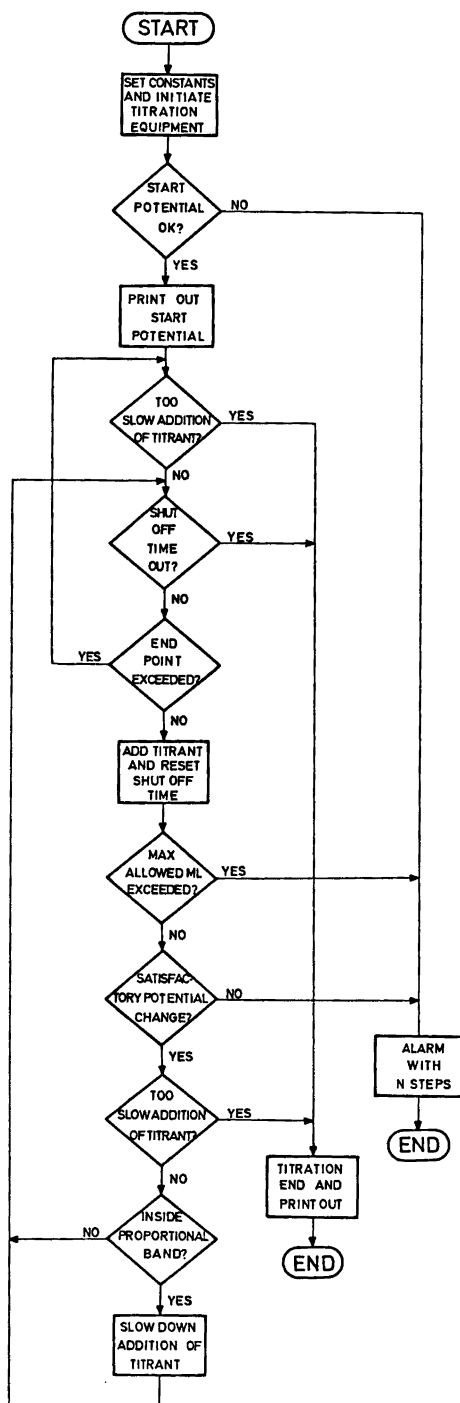 START
SET CONSTANTS
AND INITIATE
TITRATION
EQUIPMENT
START
POTENTIAL
OK?
NO
YES
PRINT OUT
START
POTENTIAL
TOO
SLOW ADDITION
OF TITRANT?
YES
NO
SHUT
OFF
TIME
OUT?
YES
NO
END
POINT
EXCEEDED?
YES
NO
ADD TITRANT
AND RESET
SHUT OFF
TIME
MAX
ALLOWED ML
EXCEEDED?
YES
NO
SATISFAC-
TORY POTENTIAL
CHANGE?
NO
YES
ALARM
WITH
N STEPS
END
TOO
SLOW ADDITION
OF TITRANT?
YES
NO
TITRATION
END AND
PRINT OUT
END
INSIDE
PROPORTIONAL
BAND?
NO
YES
SLOW DOWN
ADDITION OF
TITRANT